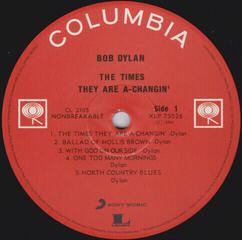 COLUMBIA
BOB DYLAN
THE TIMES
THEY ARE A-CHANGIN'
CL 2105
NONBREAKABLE
Side 1
XLP 75526
1. THE TIMES THEY ARE A-CHANGIN' -Dylan
2. BALLAD OF HOLLIS BROWN -Dylan
3. WITH GOD ON OUR SIDE -Dylan
4. ONE TOO MANY MORNINGS
Dylan
5. NORTH COUNTRY BLUES
Dylan
SONY MUSIC